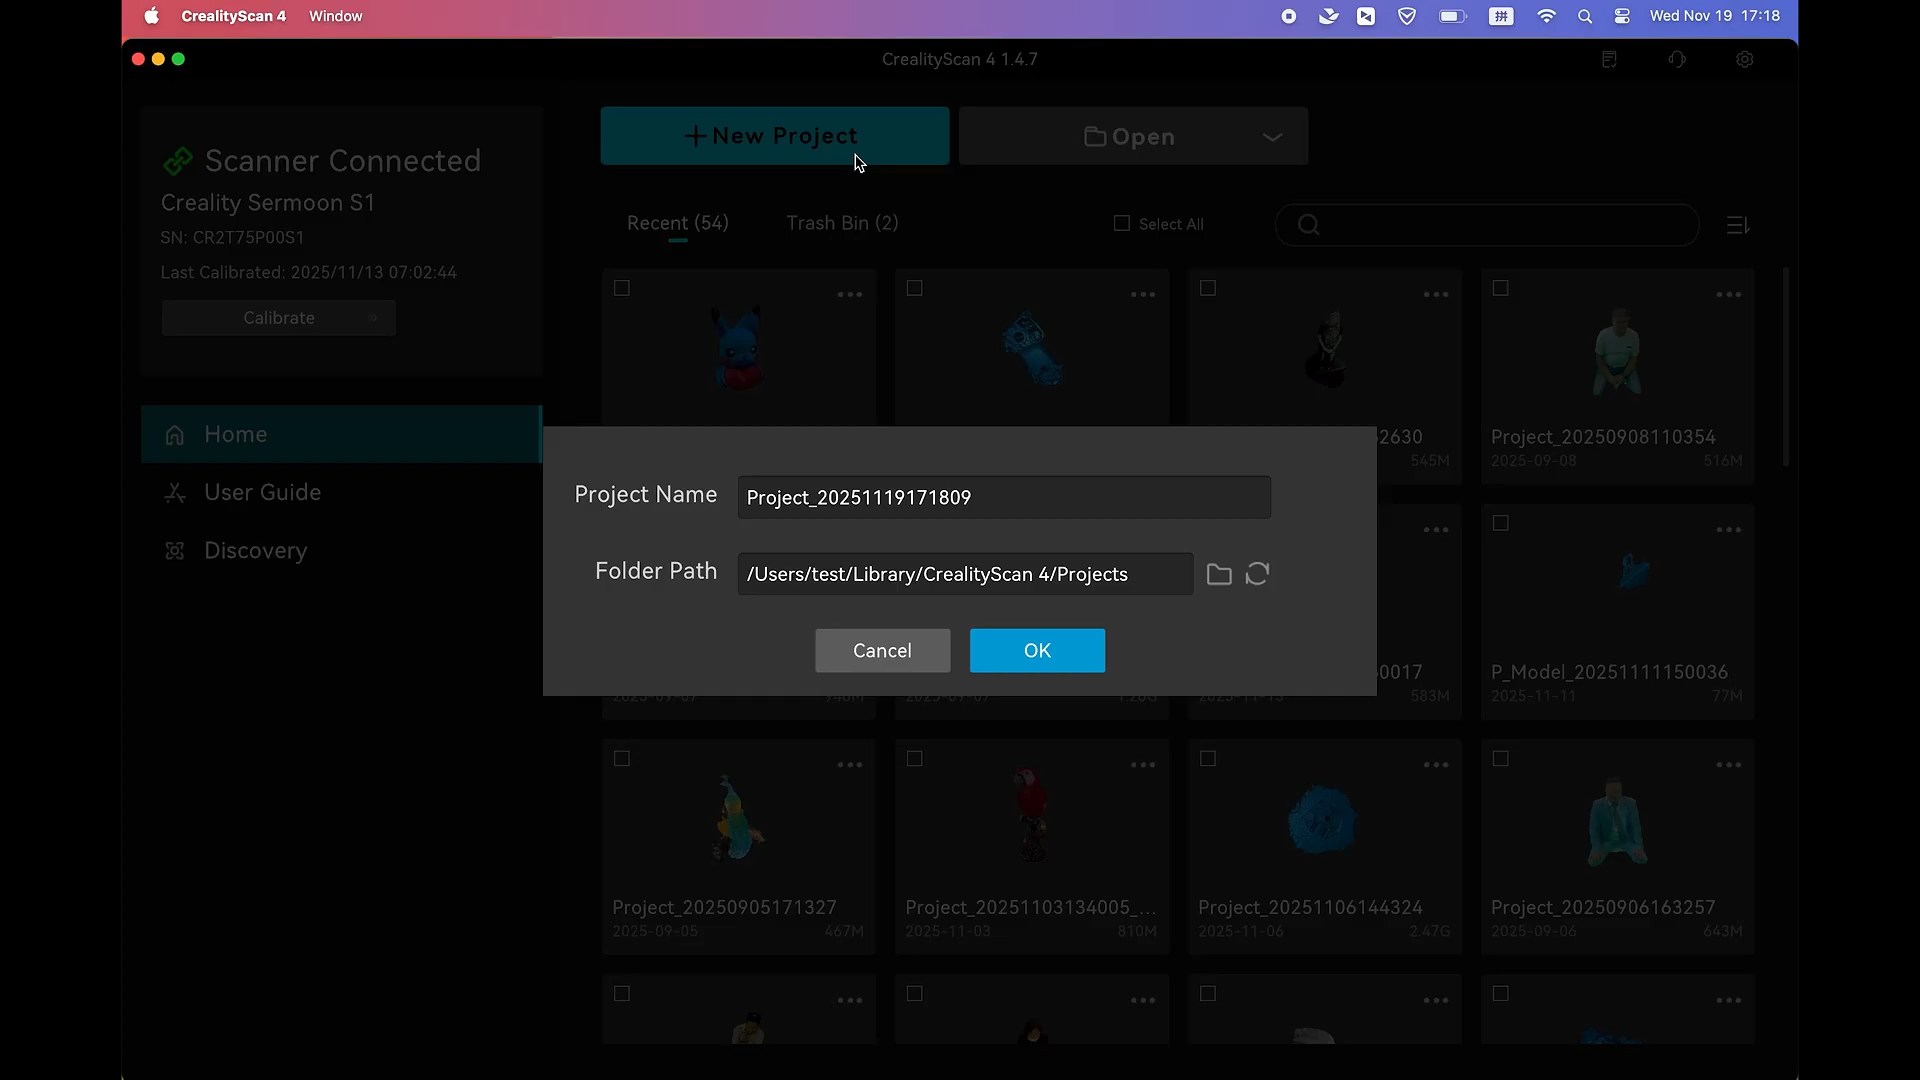 CrealityScan 4 Window
拼 Wed Nov 19 17:18
CrealityScan 4 1.4.7
+ New Project
Open
Scanner Connected
Creality Sermoon S1
SN: CR2T75P00S1
Last Calibrated: 2025/11/13 07:02:44
Calibrate
Recent (54)
Trash Bin (2)
Select All
Home
User Guide
Discovery
2630
545M
Project_20250908110354
2025-09-08 516M
Project Name
Project_20251119171809
Folder Path
/Users/test/Library/CrealityScan 4/Projects
Cancel
OK
0017
583M
P_Model_20251111150036
2025-11-11 77M
Project_20250905171327
2025-09-05 467M
Project_20251103134005_...
2025-11-03 810M
Project_20251106144324
2025-11-06 2.47G
Project_20250906163257
2025-09-06 643M